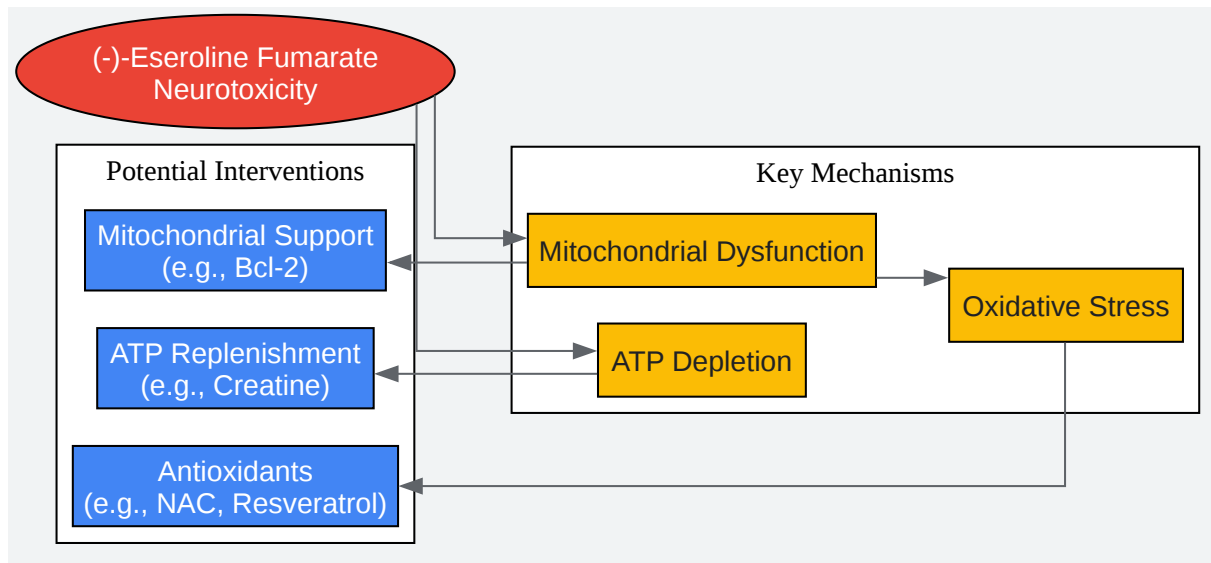 (-)-Eseroline Fumarate
Neurotoxicity
Potential Interventions
Mitochondrial Support
(e.g., Bcl-2)
ATP Replenishment
(e.g., Creatine)
Antioxidants
(e.g., NAC, Resveratrol)
Key Mechanisms
Mitochondrial Dysfunction
Oxidative Stress
ATP Depletion